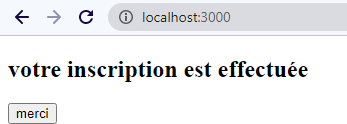 localhost:3000
votre inscription est effectuée
merci